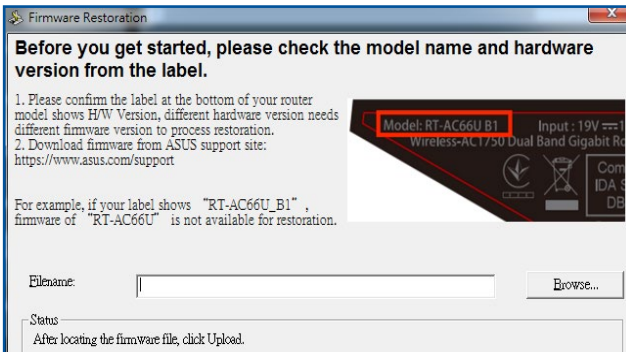 Firmware Restoration
Before you get started, please check the model name and hardware
version from the label.
1. Please confirm the label at the bottom of your router
model shows H/W Version, different hardware version needs
different firmware version to process restoration.
2. Download firmware from ASUS support site:
https://www.asus.com/support
For example, if your label shows “RT-AC66U_B1”,
firmware of “RT-AC66U” is not available for restoration.
Model: RT-AC66U B1 Input : 19V
Wireless-AC1750 Dual Band Gigabit
IDA
DB
Filename:
Browse...
Status
After locating the firmware file, click Upload.